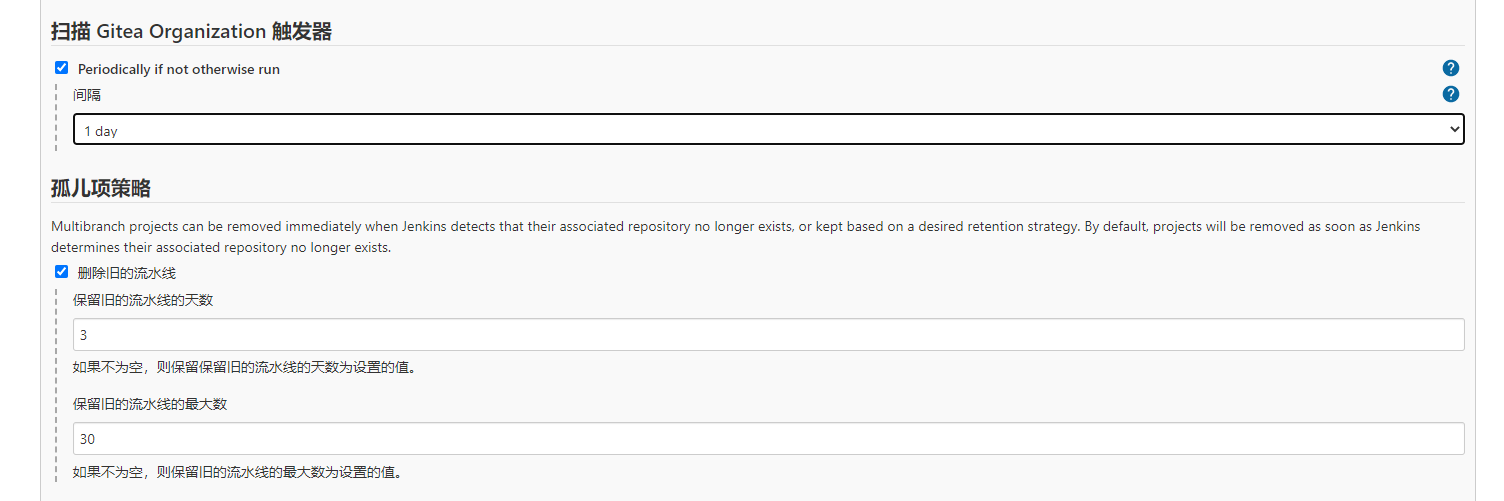 扫描 Gitea Organization 触发器
Periodically if not otherwise run
间隔
1 day
孤儿项策略
Multibranch projects can be removed immediately when Jenkins detects that their associated repository no longer exists, or kept based on a desired retention strategy. By default, projects will be removed as soon as Jenkins
determines their associated repository no longer exists.
删除旧的流水线
保留旧的流水线的天数
3
如果不为空，则保留保留旧的流水线的天数为设置的值。
保留旧的流水线的最大数
30
如果不为空，则保留旧的流水线的最大数为设置的值。